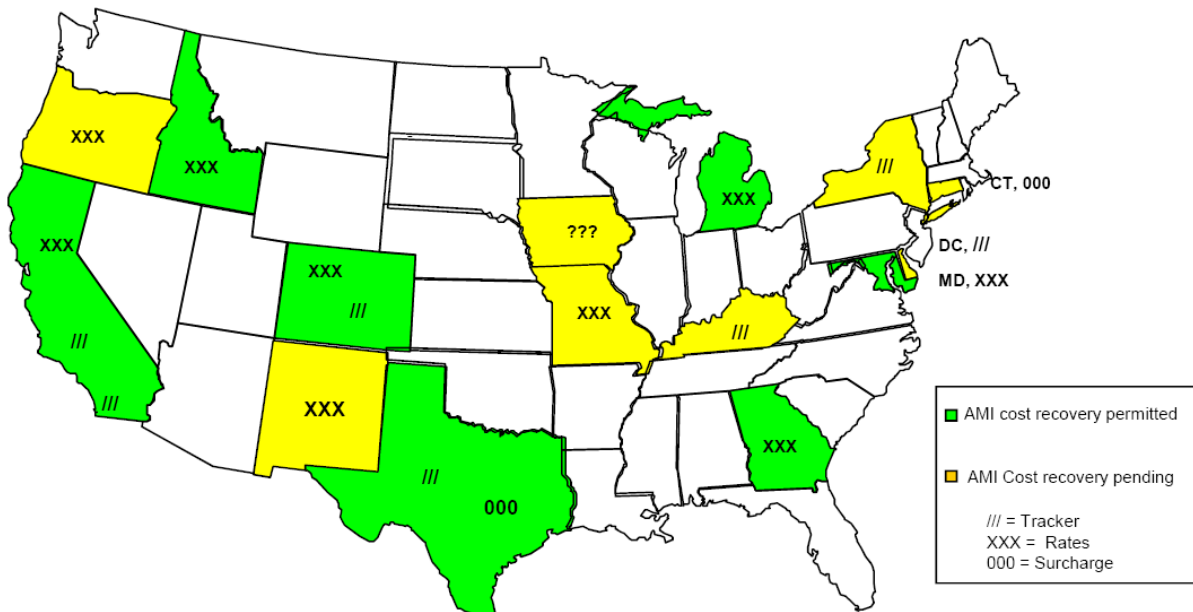 XXX
XXX
XXX
///
///
XXX
///
XXX
///
000
???
XXX
XXX
///
XXX
///
CT, 000
DC, ///
MD, XXX
AMI cost recovery permitted
AMI Cost recovery pending
/// = Tracker
XXX = Rates
000 = Surcharge